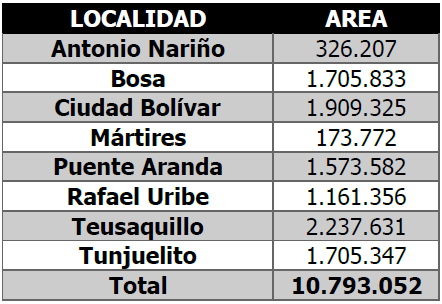 LOCALIDAD AREA
Antonio Nariño 326.207
Bosa 1.705.833
Ciudad Bolívar 1.909.325
Mártires 173.772
Puente Aranda 1.573.582
Rafael Uribe 1.161.356
Teusaquillo 2.237.631
Tunjuelito 1.705.347
Total 10.793.052